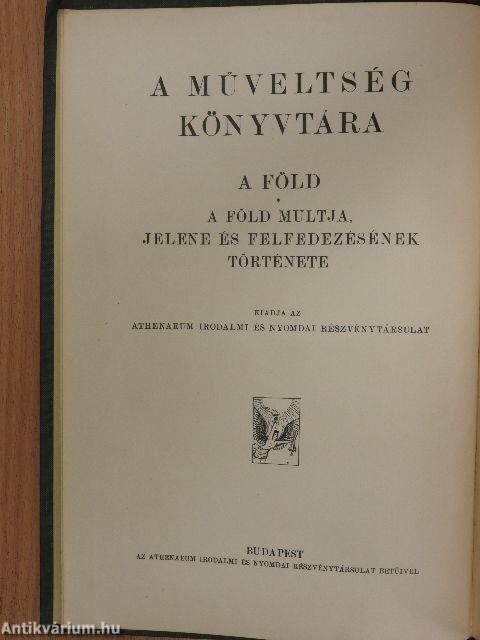 A MŰVELTSÉG
KÖNYVTÁRA
A FÖLD
A FÖLD MULTJA,
JELENE ÉS FELFEDEZÉSÉNEK
TÖRTÉNETE
KIADJA AZ
ATHENAEUM IRODALMI ÉS NYOMDAI RÉSZVÉNYTÁRSULAT
BUDAPEST
AZ ATHENAEUM IRODALMI ÉS NYOMDAI RÉSZVÉNYTÁRSULAT BETŰIVEL
Antikvárium.hu